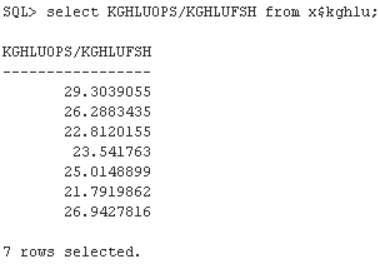 SQL> select KGHLUOPS/KGHLUFSH from x$kghlu;
KGHLUOPS/KGHLUFSH
-----------------
29.3039055
26.2883435
22.8120155
23.541763
25.0148899
21.7919862
26.9427816
7 rows selected.